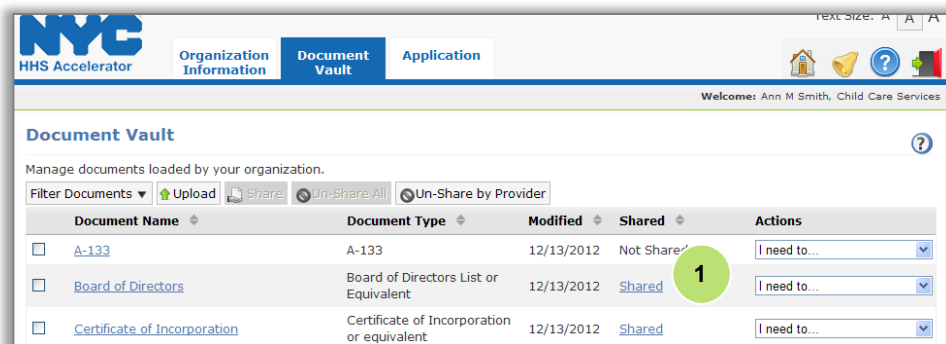 Text Size: A A A
NYC
HHS Accelerator
Organization Information
Document Vault
Application
Welcome: Ann M Smith, Child Care Services
Document Vault
Manage documents loaded by your organization.
Filter Documents Upload Share Un-Share All Un-Share by Provider
Document Name Document Type Modified Shared Actions
A-133 A-133 12/13/2012 Not Shared I need to...
Board of Directors Board of Directors List or Equivalent 12/13/2012 Shared 1 I need to...
Certificate of Incorporation Certificate of Incorporation or equivalent 12/13/2012 Shared I need to...